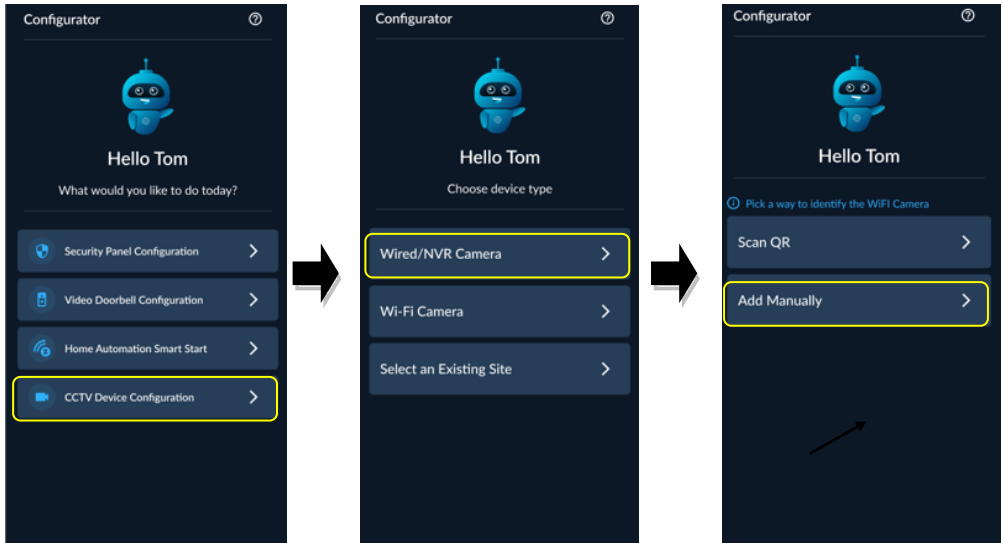 Configurator
Hello Tom
What would you like to do today?
Security Panel Configuration
Video Doorbell Configuration
Home Automation Smart Start
CCTV Device Configuration
Configurator
Hello Tom
Choose device type
Wired/NVR Camera
Wi-Fi Camera
Select an Existing Site
Configurator
Hello Tom
Pick a way to identify the WiFI Camera
Scan QR
Add Manually